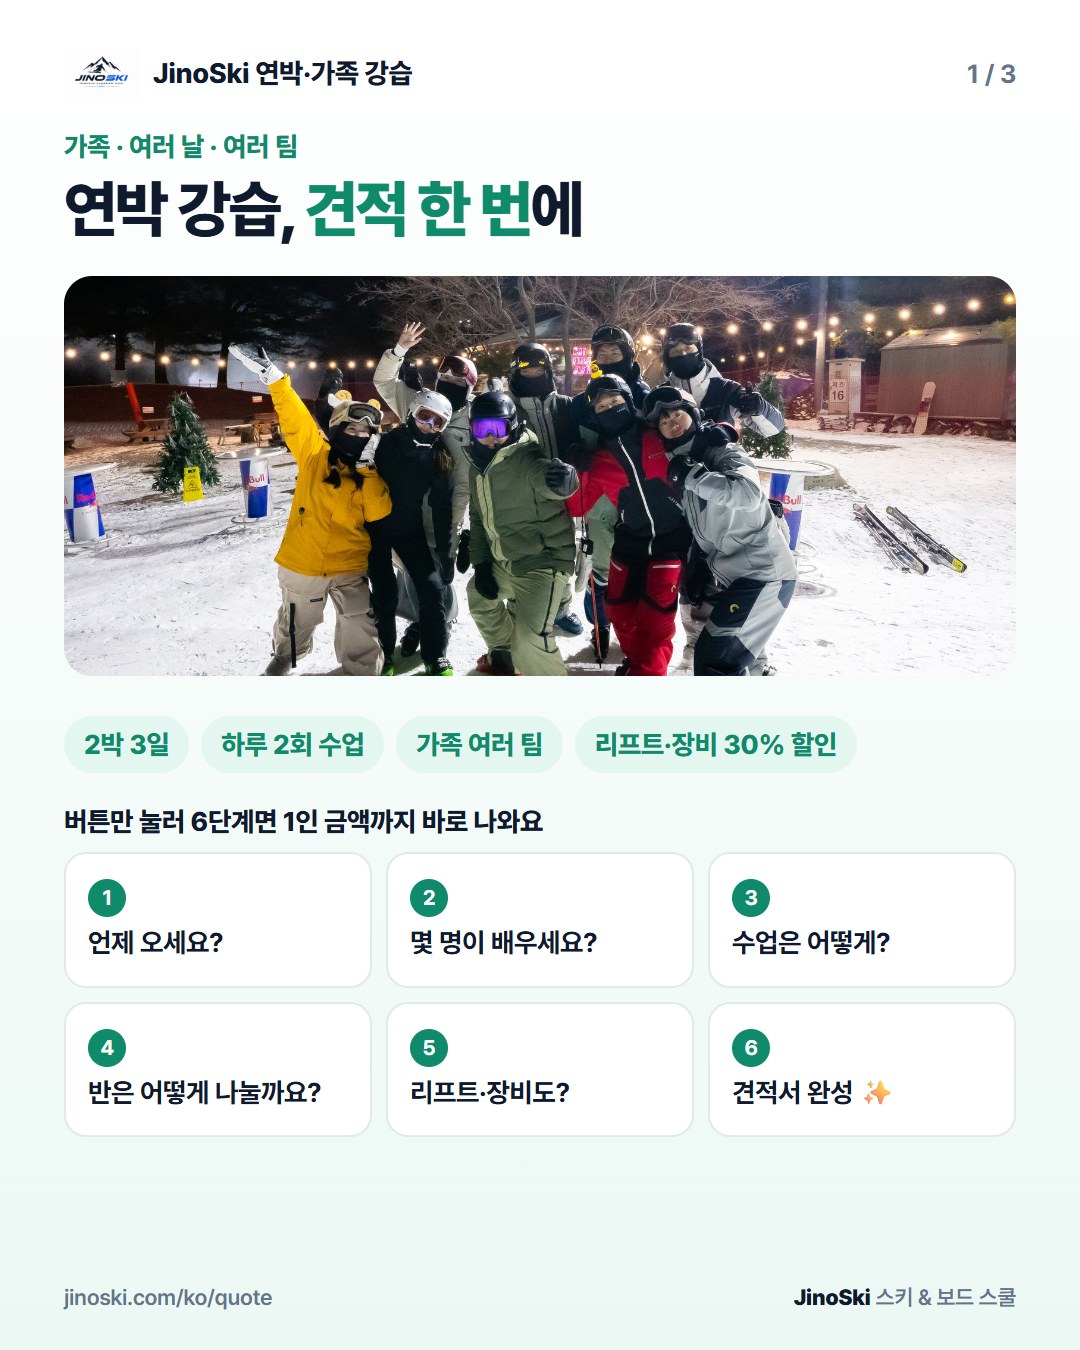 JINOSKI
JinoSki 연박·가족 강습
1 / 3
가족 · 여러 날 · 여러 팀
연박 강습, 견적 한 번에
16
Bull
Bull
2박 3일
하루 2회 수업
가족 여러 팀
리프트·장비 30% 할인
버튼만 눌러 6단계면 1인 금액까지 바로 나와요
1
언제 오세요?
2
몇 명이 배우세요?
3
수업은 어떻게?
4
반은 어떻게 나눌까요?
5
리프트·장비도?
6
견적서 완성 ✨
jinoski.com/ko/quote
JinoSki 스키 & 보드 스쿨